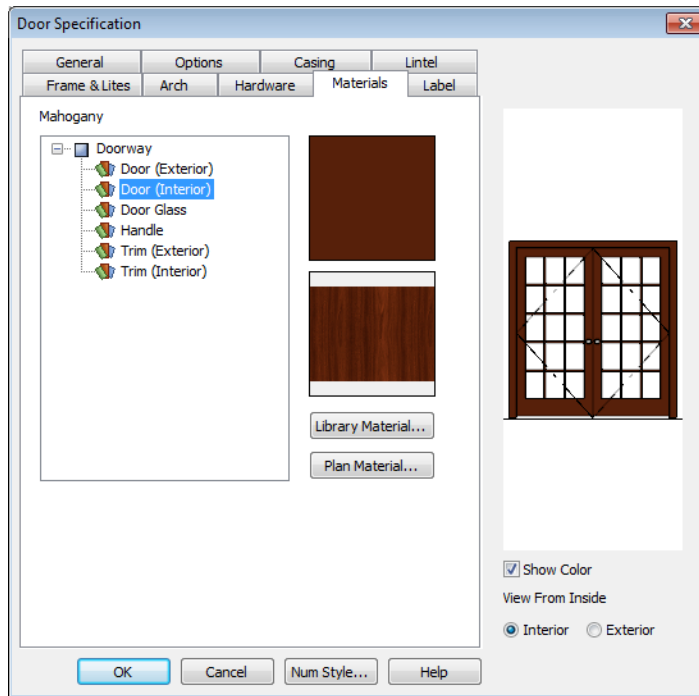 Door Specification
General Options Casing Lintel
Frame & Lites Arch Hardware Materials Label
Mahogany
Doorway
Door (Exterior)
Door (Interior)
Door Glass
Handle
Trim (Exterior)
Trim (Interior)
Library Material...
Plan Material...
Show Color
View From Inside
Interior Exterior
OK Cancel Num Style... Help